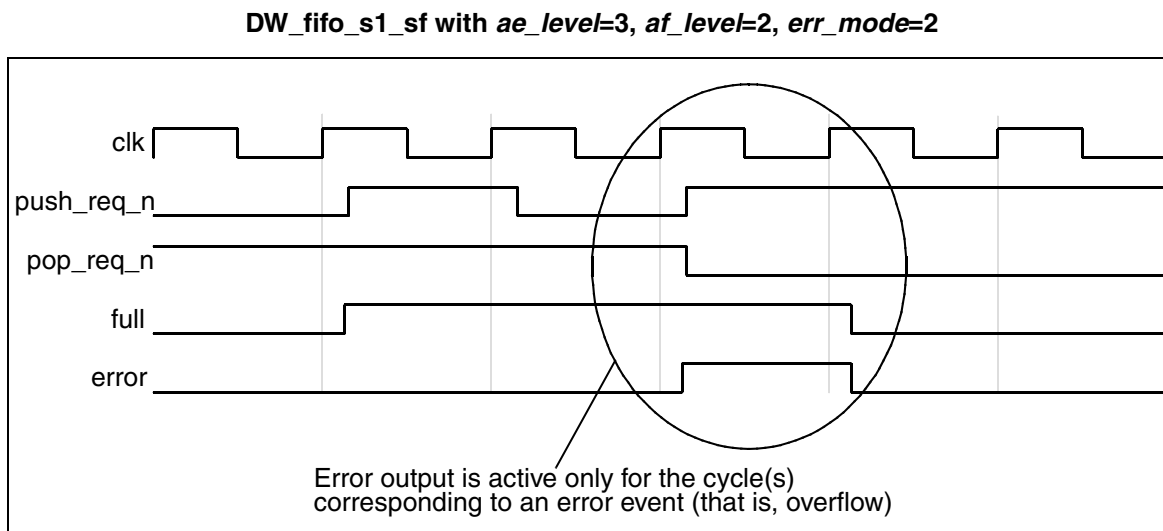 DW_fifo_s1_sf with ae_level=3, af_level=2, err_mode=2
clk
push_req_n
pop_req_n
full
error
Error output is active only for the cycle(s)
corresponding to an error event (that is, overflow)